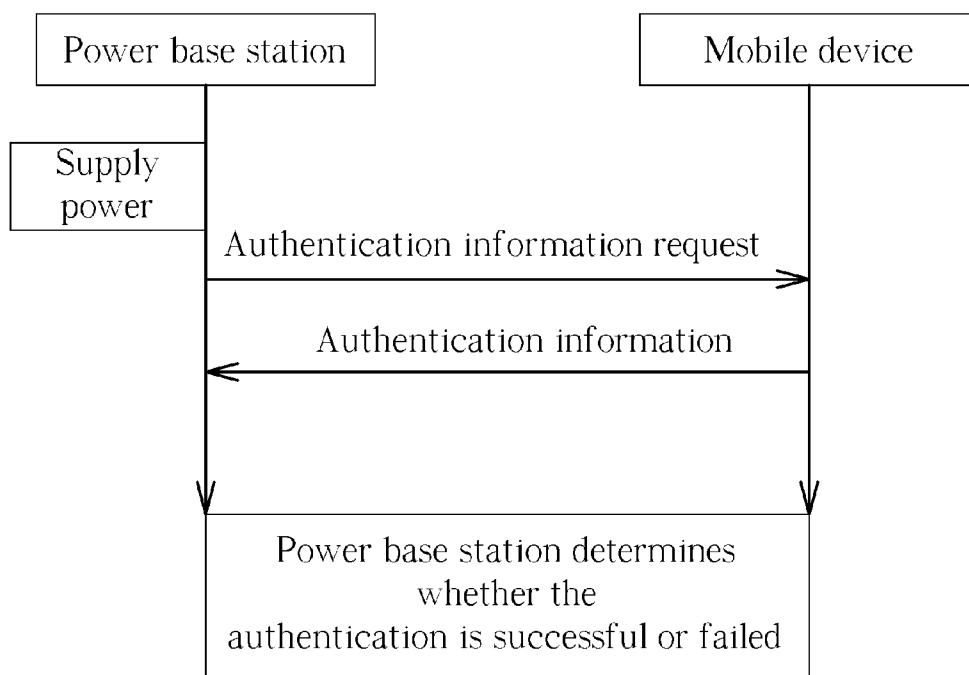 Power base station
Mobile device
Supply
power
Authentication information request
Authentication information
Power base station determines
whether the
authentication is successful or failed